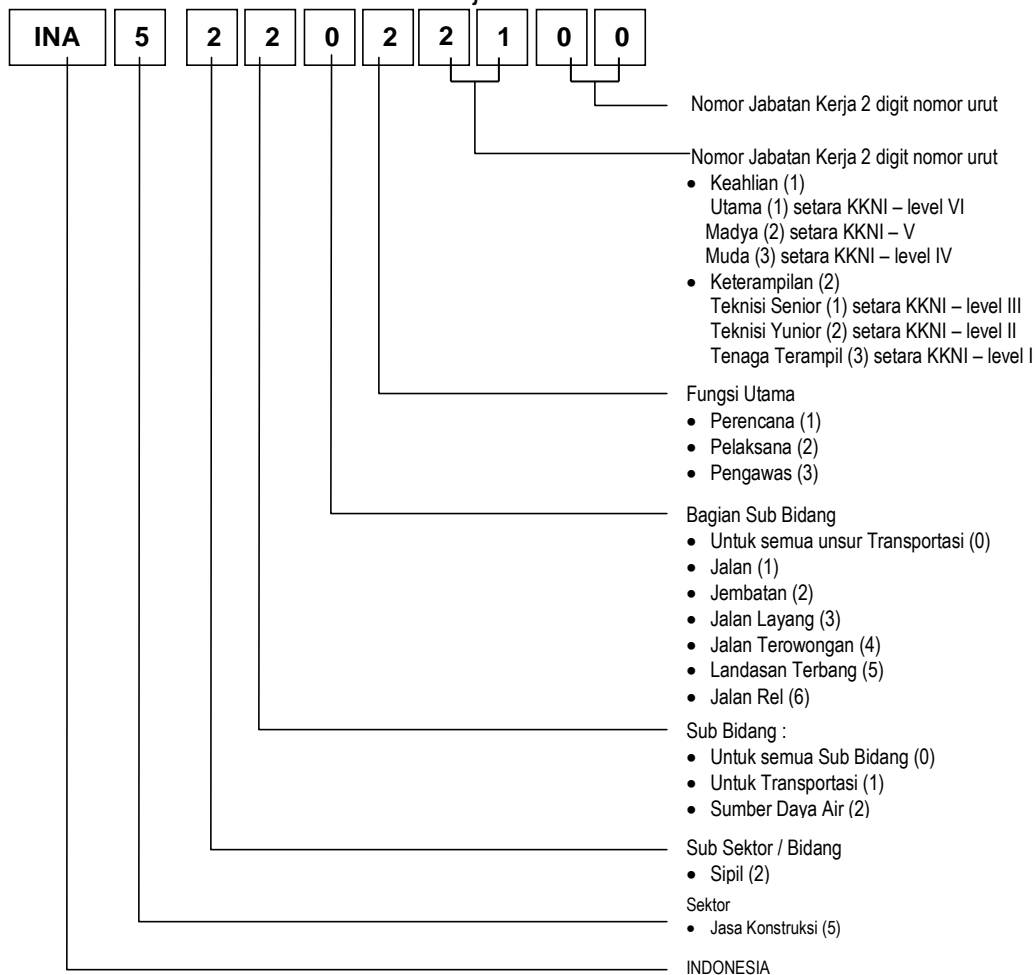 INA 5 2 2 0 2 2 1 0 0
Nomor Jabatan Kerja 2 digit nomor urut
Nomor Jabatan Kerja 2 digit nomor urut
• Keahlian (1)
Utama (1) setara KKNI – level VI
Madya (2) setara KKNI – V
Muda (3) setara KKNI – level IV
• Keterampilan (2)
Teknisi Senior (1) setara KKNI – level III
Teknisi Yunior (2) setara KKNI – level II
Tenaga Terampil (3) setara KKNI – level I
Fungsi Utama
• Perencana (1)
• Pelaksana (2)
• Pengawas (3)
Bagian Sub Bidang
• Untuk semua unsur Transportasi (0)
• Jalan (1)
• Jembatan (2)
• Jalan Layang (3)
• Jalan Terowongan (4)
• Landasan Terbang (5)
• Jalan Rel (6)
Sub Bidang :
• Untuk semua Sub Bidang (0)
• Untuk Transportasi (1)
• Sumber Daya Air (2)
Sub Sektor / Bidang
• Sipil (2)
Sektor
• Jasa Konstruksi (5)
INDONESIA